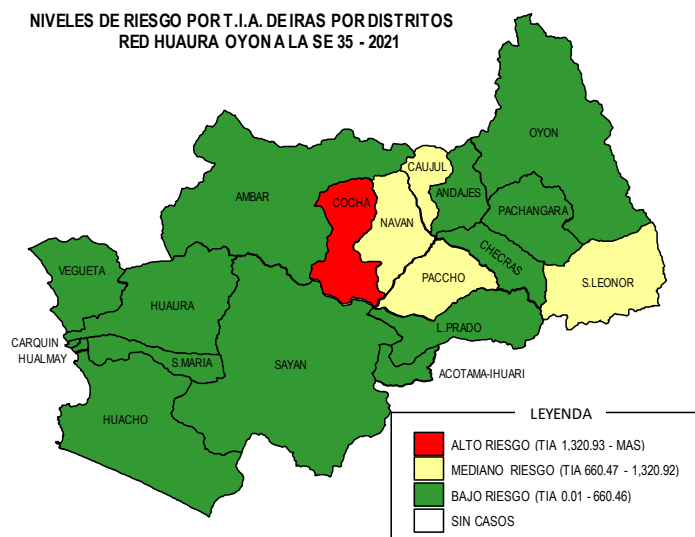 NIVELES DE RIESGO POR T.I.A. DE IRAS POR DISTRITOS
RED HUAURA OYON A LA SE 35 - 2021
OYON
CAUJUL
ANDAJES
AMBAR
COCHA
PACHANGARA
NAVAN
CHECRAS
VEGUETA
PACCHO
S.LEONOR
HUAURA
L.PRADO
CARQUIN
HUALMAY
S.MARIA
SAYAN
ACOTAMA-IHUARI
HUACHO
LEYENDA
ALTO RIESGO (TIA 1,320.93 - MAS)
MEDIANO RIESGO (TIA 660.47 - 1,320.92)
BAJO RIESGO (TIA 0.01 - 660.46)
SIN CASOS